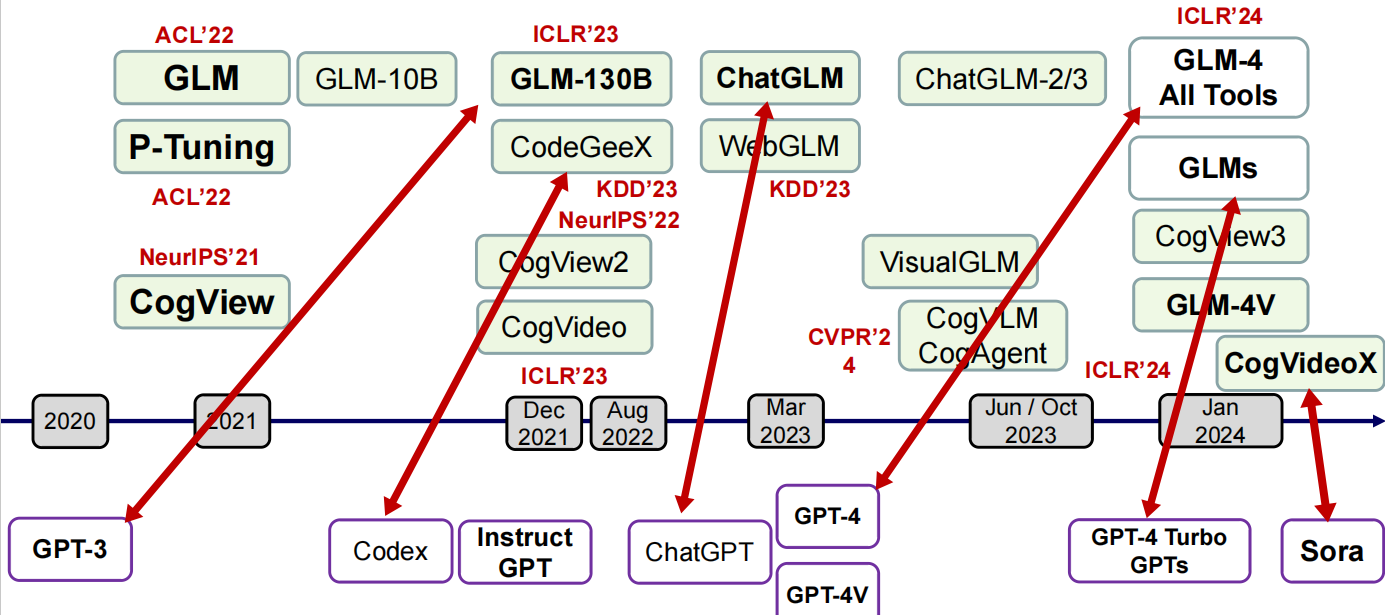 ACL’22
ICLR’23
ICLR’24
GLM
GLM-10B
GLM-130B
ChatGLM
ChatGLM-2/3
GLM-4
All Tools
P-Tuning
CodeGeeX
WebGLM
GLMs
ACL’22
KDD’23
KDD’23
NeurIPS’22
NeurIPS’21
CogView2
VisualGLM
CogView3
CogView
CogVideo
CogVLM
CogAgent
GLM-4V
CVPR’2
4
ICLR’23
ICLR’24
CogVideoX
2020
2021
Dec
2021
Aug
2022
Mar
2023
Jun / Oct
2023
Jan
2024
GPT-3
Codex
Instruct
GPT
ChatGPT
GPT-4
GPT-4V
GPT-4 Turbo
GPTs
Sora